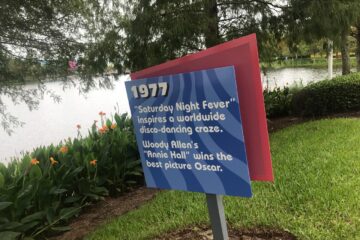 1977
"Saturday Night Fever"
inspires a worldwide
disco-dancing craze.
Woody Allen's
"Annie Hall" wins the
best picture Oscar.